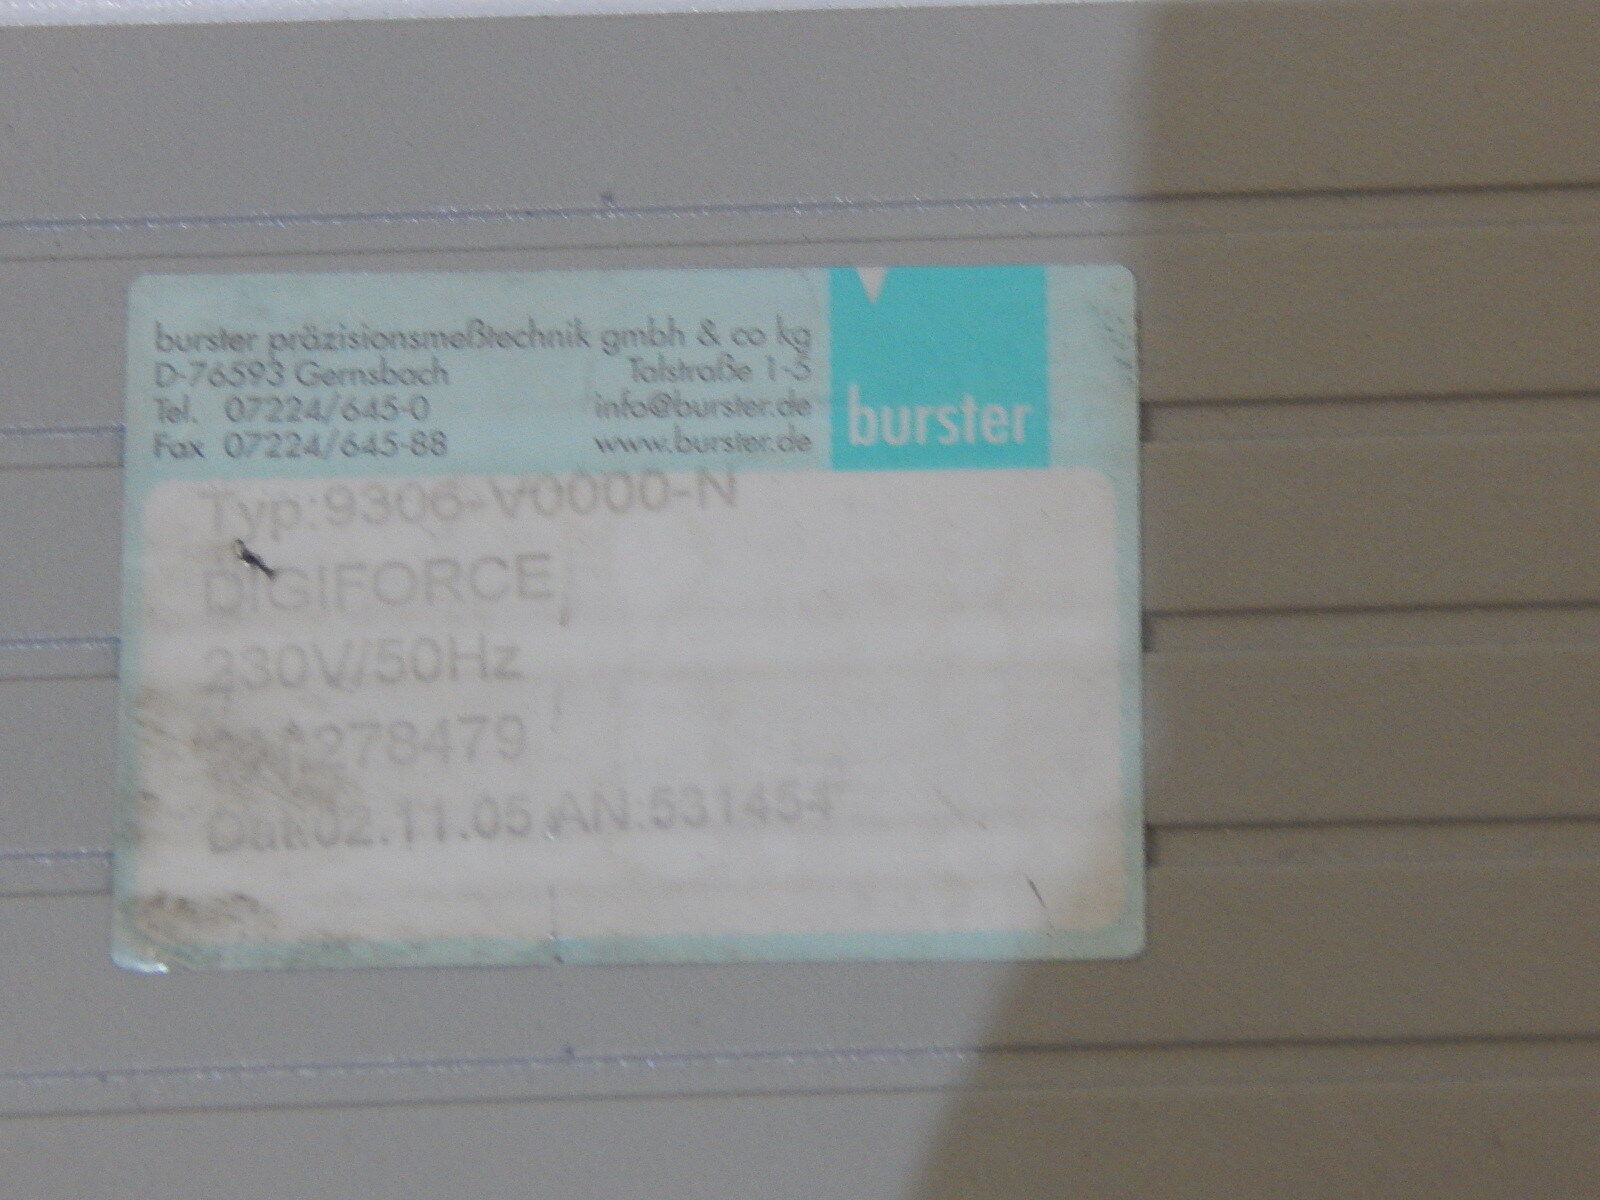 burster präzisionsmeßtechnik gmbh & co kg
D-76593 Gernsbach Talstraße 1-5
Tel. 07224/645-0 info@burster.de
Fax 07224/645-88 www.burster.de
burster
Typ:9306-V0000-N
DIGIFORCE
230V/50Hz
278479
Dat.02.11.05 AN:531454